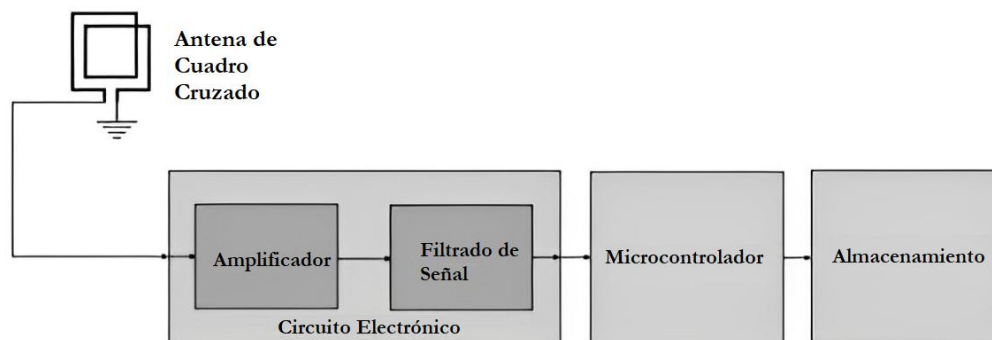 Antena de
Cuadro
Cruzado
Amplificador
Filtrado de
Señal
Circuito Electrónico
Microcontrolador
Almacenamiento